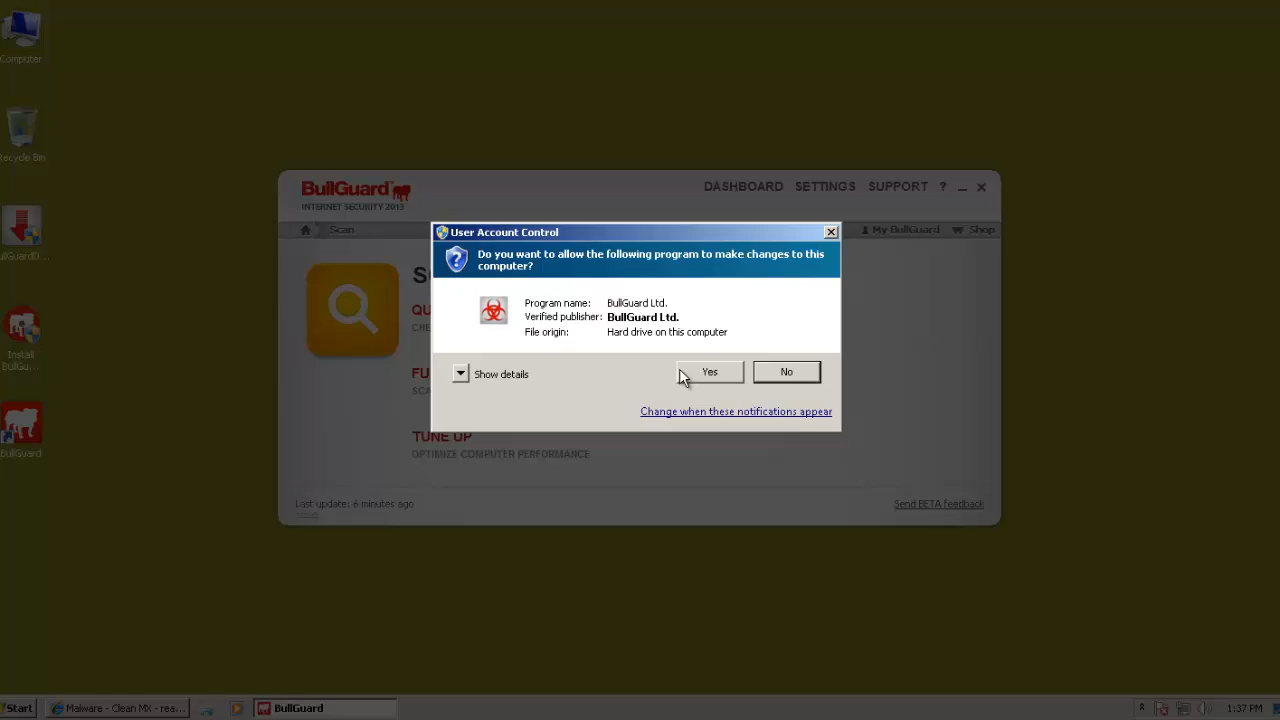 Computer
Recycle Bin
BullGuard
INTERNET SECURITY 2013
DASHBOARD SETTINGS SUPPORT ?
Scan
My BullGuard Shop
User Account Control
Do you want to allow the following program to make changes to this
computer?
Program name: BullGuard Ltd.
Verified publisher: BullGuard Ltd.
File origin: Hard drive on this computer
Show details
Yes
No
Change when these notifications appear
TUNE UP
OPTIMIZE COMPUTER PERFORMANCE
Last update: 6 minutes ago
Send BETA feedback
Install
BullGu...
BullGuard
Start
Malware - Clean MX - rea...
BullGuard
1:37 PM